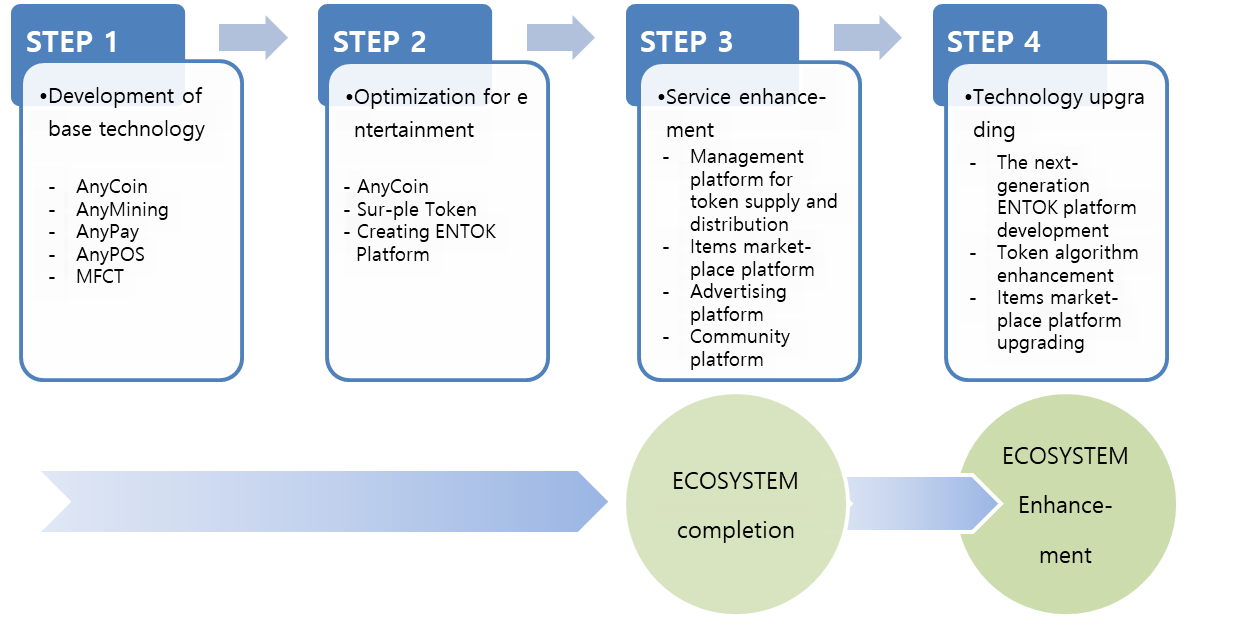 STEP 1
•Development of
base technology
- AnyCoin
- AnyMining
- AnyPay
- AnyPOS
- MFCT
STEP 2
•Optimization for e
ntertainment
- AnyCoin
- Sur-ple Token
- Creating ENTOK
Platform
STEP 3
•Service enhance-
ment
- Management
platform for
token supply and
distribution
- Items market-
place platform
- Advertising
platform
- Community
platform
STEP 4
•Technology upgra
ding
- The next-
generation
ENTOK platform
development
- Token algorithm
enhancement
- Items market-
place platform
upgrading
ECOSYSTEM
completion
ECOSYSTEM
Enhance-
ment